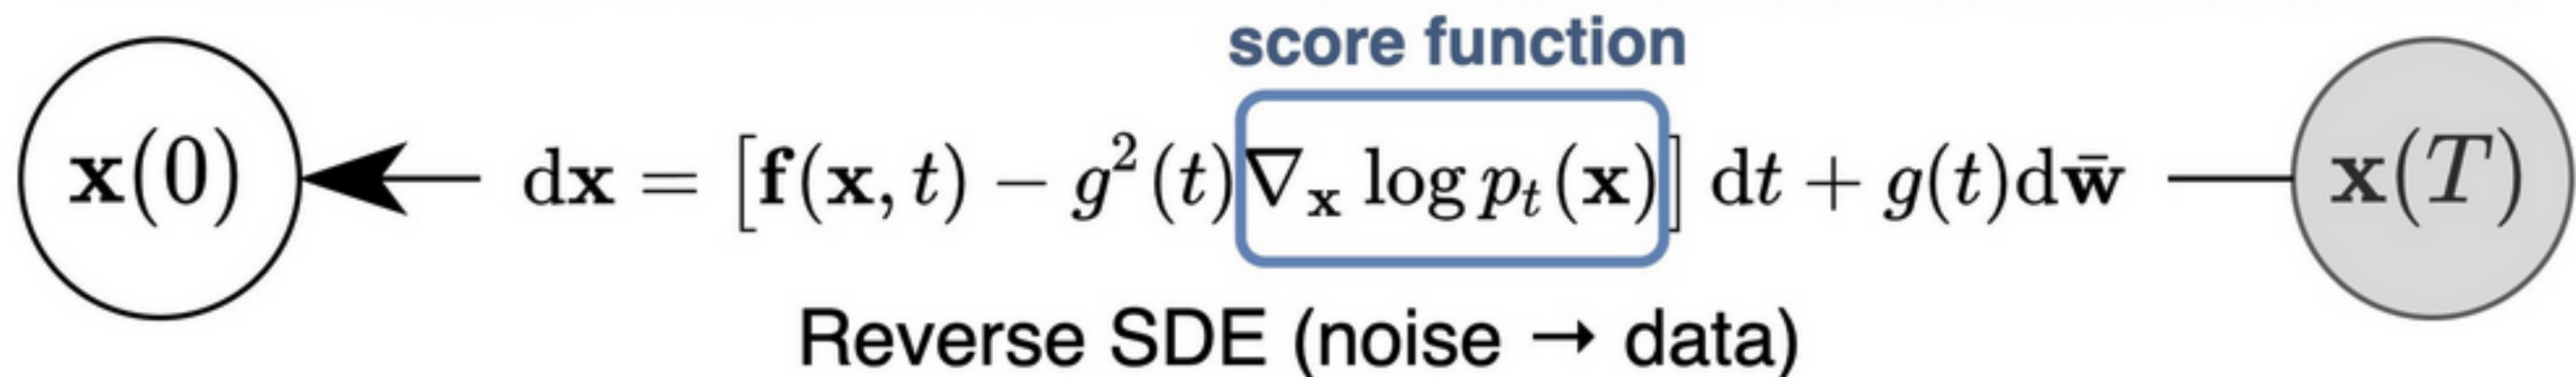 score function
x(0) dx = [f(x, t) − g²(t)∇ₓ log pₜ(x)] dt + g(t)dw̄ x(T)
Reverse SDE (noise → data)